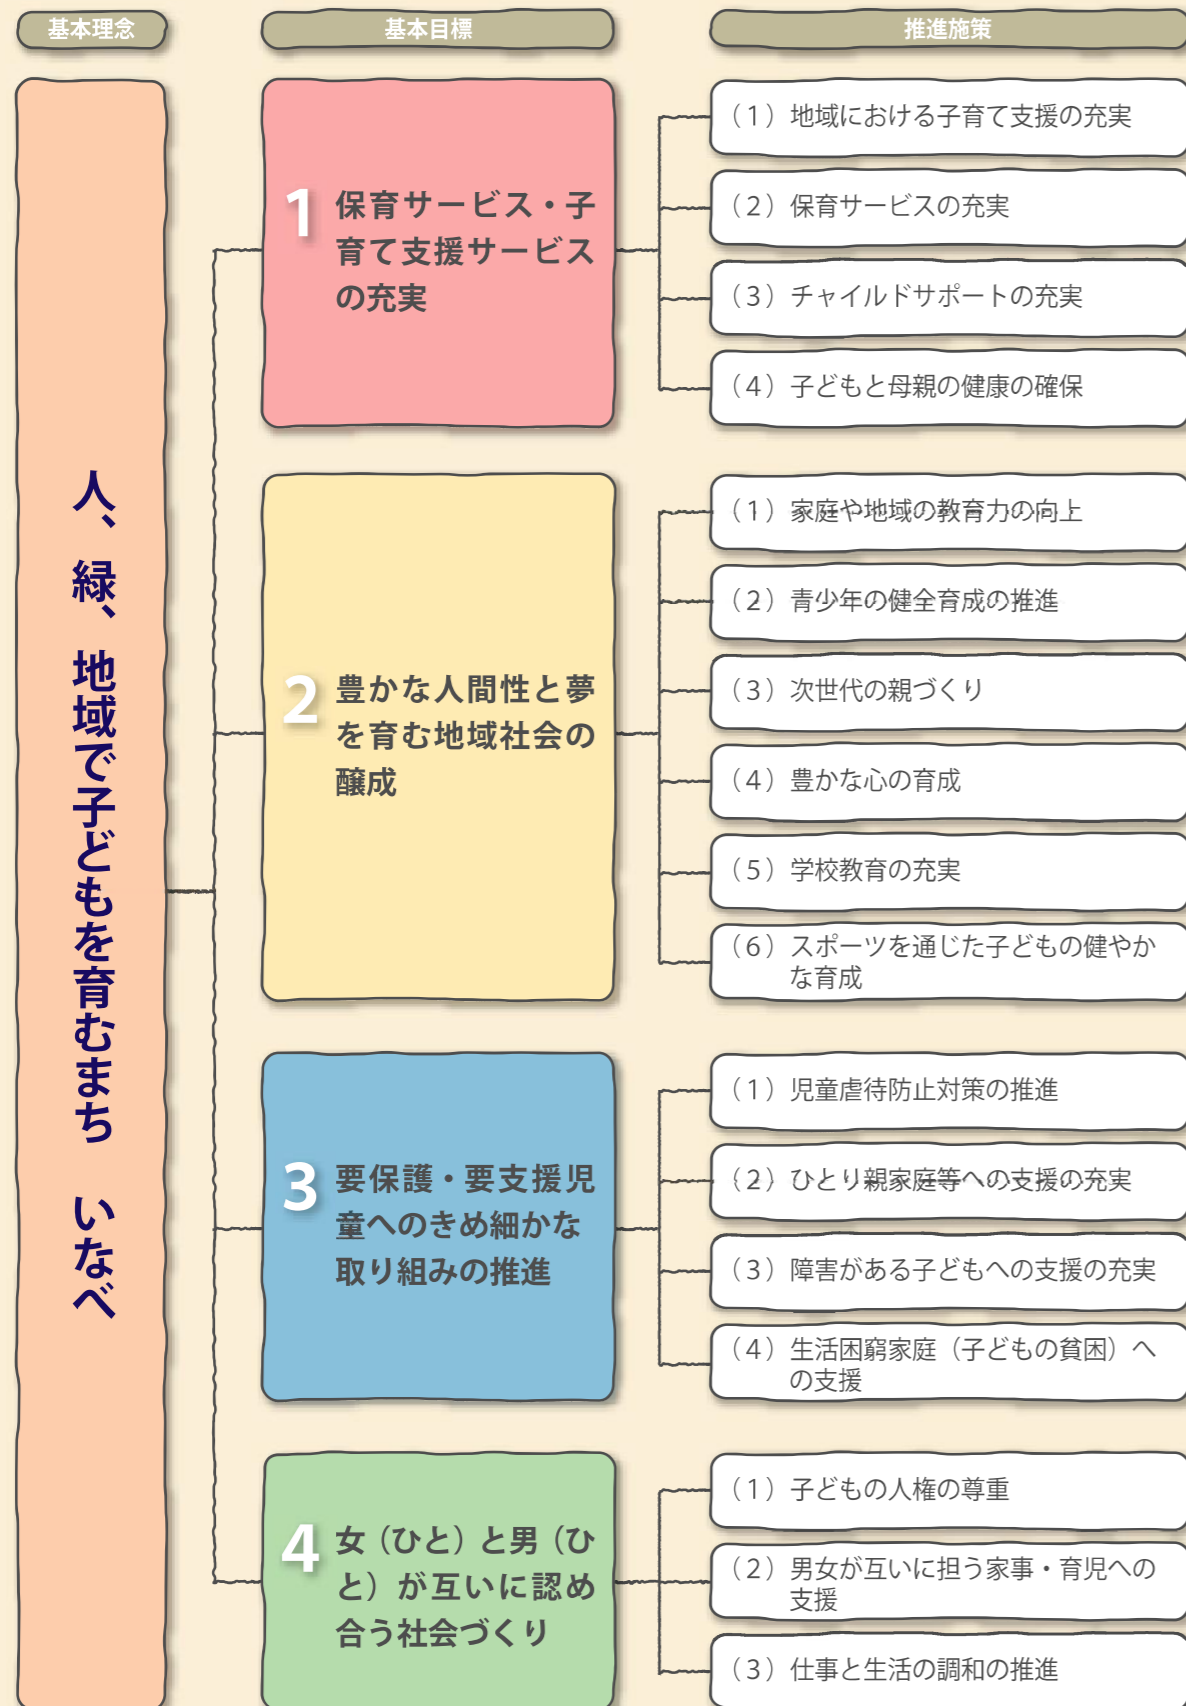 基本理念
基本目標
推進施策
人、緑、地域で子どもを育むまち いなべ
1 保育サービス・子
育て支援サービス
の充実
（1）地域における子育て支援の充実
（2）保育サービスの充実
（3）チャイルドサポートの充実
（4）子どもと母親の健康の確保
2 豊かな人間性と夢
を育む地域社会の
醸成
（1）家庭や地域の教育力の向上
（2）青少年の健全育成の推進
（3）次世代の親づくり
（4）豊かな心の育成
（5）学校教育の充実
（6）スポーツを通じた子どもの健やか
な育成
3 要保護・要支援児
童へのきめ細かな
取り組みの推進
（1）児童虐待防止対策の推進
（2）ひとり親家庭等への支援の充実
（3）障害がある子どもへの支援の充実
（4）生活困窮家庭（子どもの貧困）へ
の支援
4 女（ひと）と男（ひ
と）が互いに認め
合う社会づくり
（1）子どもの人権の尊重
（2）男女が互いに担う家事・育児への
支援
（3）仕事と生活の調和の推進